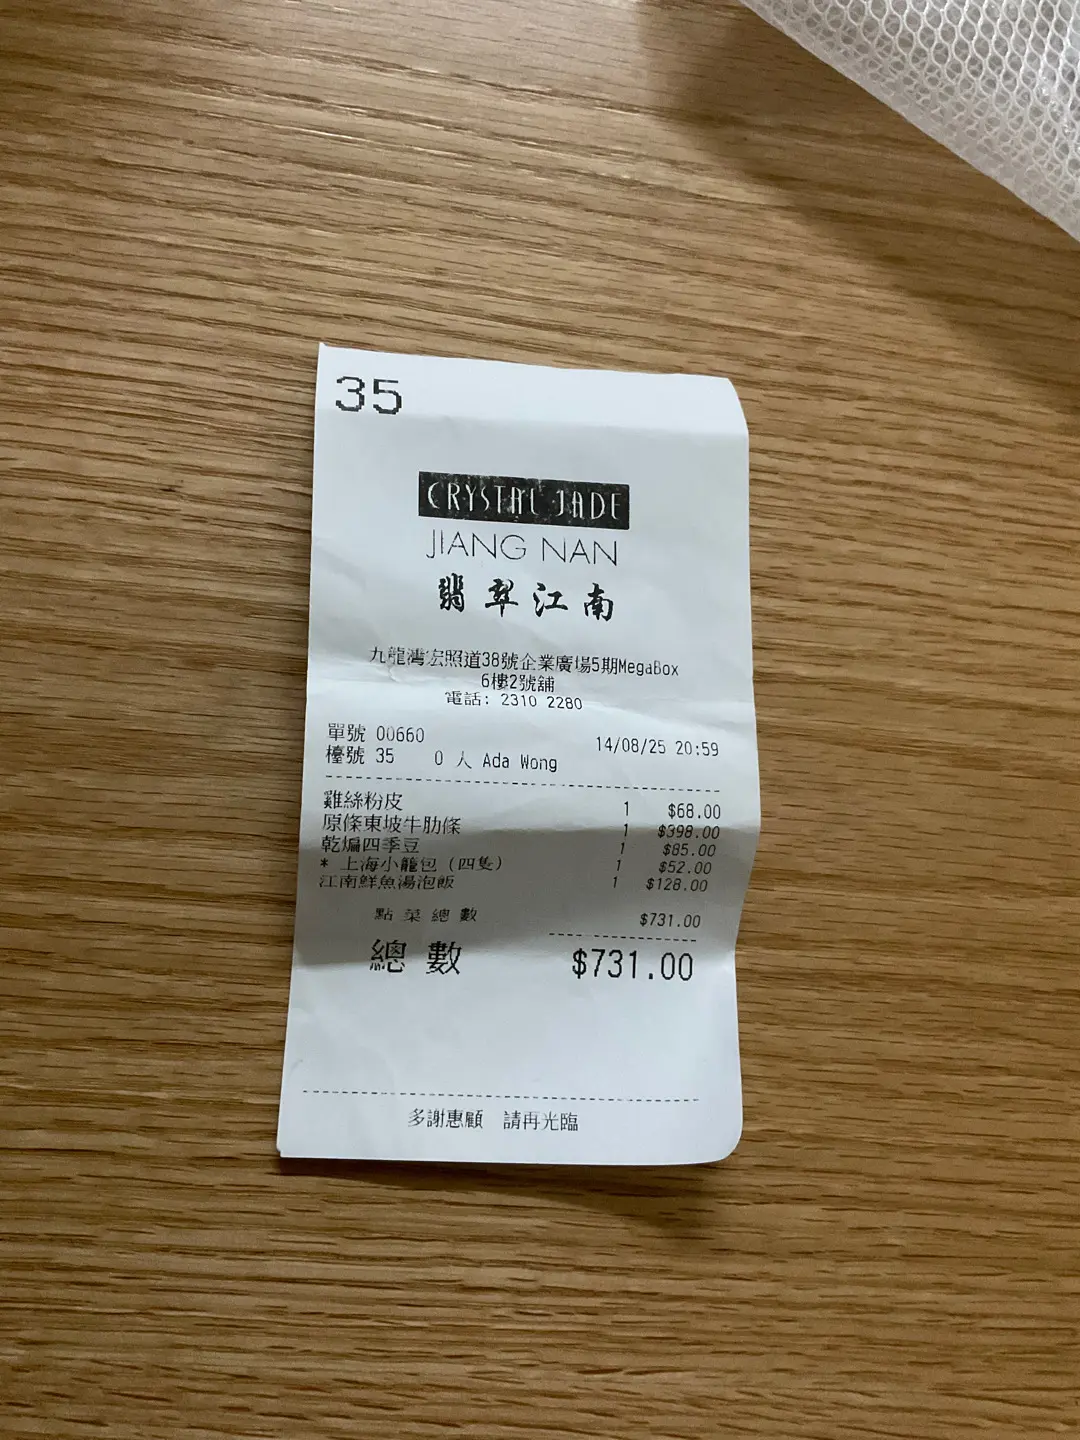 35
CRYSTAL JADE
JIANG NAN
翡翠江南
九龍灣宏照道38號企業廣場5期MegaBox
6樓2號舖
電話: 2310 2280
單號 00660 14/08/25 20:59
檯號 35 0 人 Ada Wong
雞絲粉皮 1 $68.00
原條東坡牛肋條 1 $398.00
乾煸四季豆 1 $85.00
* 上海小籠包 (四隻) 1 $52.00
江南鮮魚湯泡飯 1 $128.00
點菜總數 $731.00
總數 $731.00
多謝惠顧 請再光臨